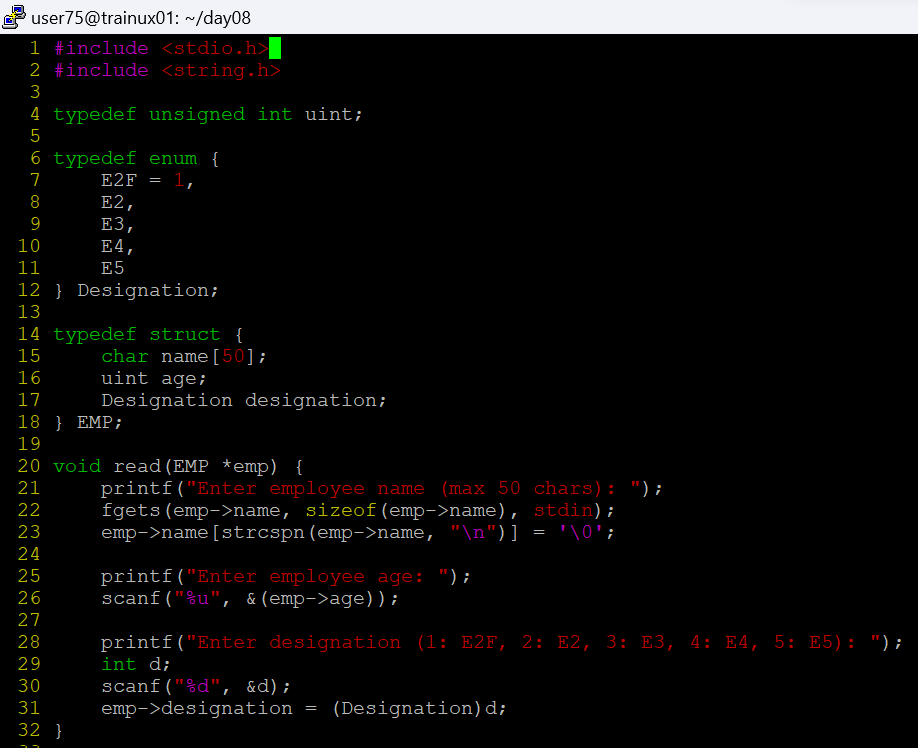 user75@trainux01: ~/day08
1 #include <stdio.h>
2 #include <string.h>
3
4 typedef unsigned int uint;
5
6 typedef enum {
7     E2F = 1,
8     E2,
9     E3,
10     E4,
11     E5
12 } Designation;
13
14 typedef struct {
15     char name[50];
16     uint age;
17     Designation designation;
18 } EMP;
19
20 void read(EMP *emp) {
21     printf("Enter employee name (max 50 chars): ");
22     fgets(emp->name, sizeof(emp->name), stdin);
23     emp->name[strcspn(emp->name, "\n")] = '\0';
24
25     printf("Enter employee age: ");
26     scanf("%u", &(emp->age));
27
28     printf("Enter designation (1: E2F, 2: E2, 3: E3, 4: E4, 5: E5): ");
29     int d;
30     scanf("%d", &d);
31     emp->designation = (Designation)d;
32 }